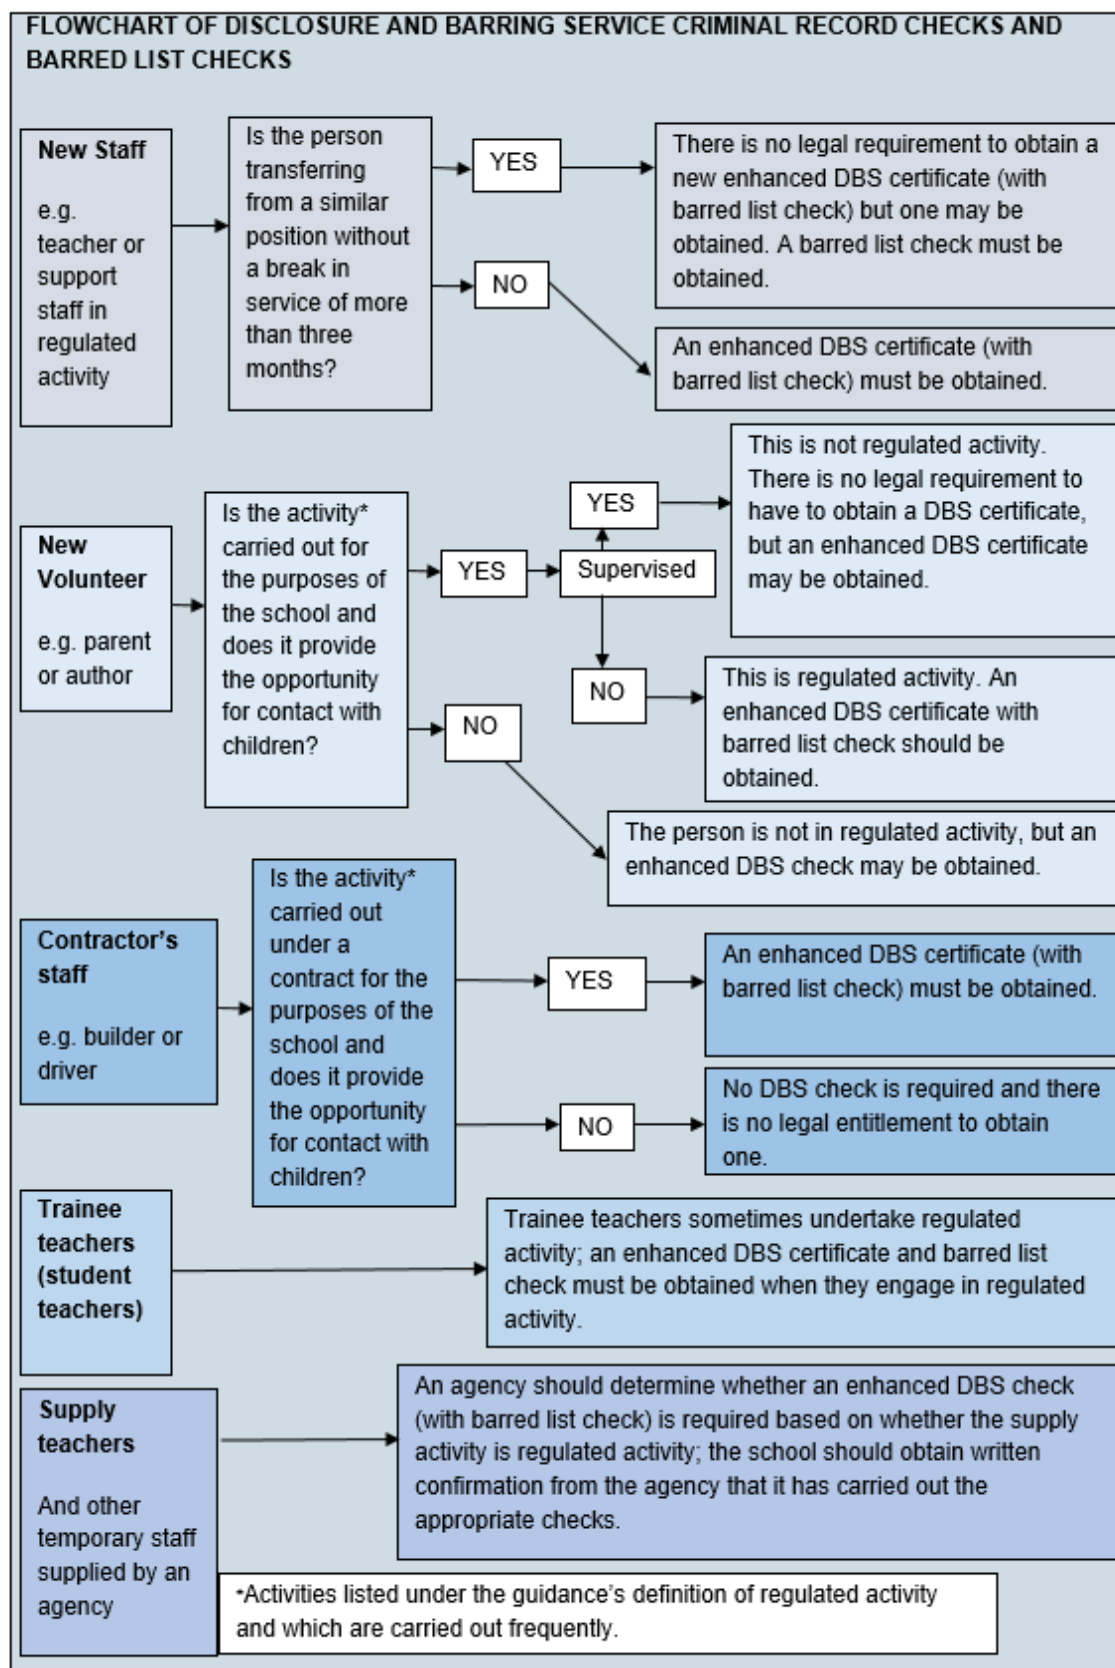 FLOWCHART OF DISCLOSURE AND BARRING SERVICE CRIMINAL RECORD CHECKS AND
BARRED LIST CHECKS
New Staff
e.g.
teacher or
support
staff in
regulated
activity
Is the person
transferring
from a similar
position without
a break in
service of more
than three
months?
YES
There is no legal requirement to obtain a
new enhanced DBS certificate (with
barred list check) but one may be
obtained. A barred list check must be
obtained.
NO
An enhanced DBS certificate (with
barred list check) must be obtained.
New
Volunteer
e.g. parent
or author
Is the activity*
carried out for
the purposes of
the school and
does it provide
the opportunity
for contact with
children?
YES
Supervised
YES
This is not regulated activity.
There is no legal requirement to
have to obtain a DBS certificate,
but an enhanced DBS certificate
may be obtained.
NO
This is regulated activity. An
enhanced DBS certificate with
barred list check should be
obtained.
NO
The person is not in regulated activity, but an
enhanced DBS check may be obtained.
Contractor's
staff
e.g. builder or
driver
Is the activity*
carried out
under a
contract for the
purposes of the
school and
does it provide
the opportunity
for contact with
children?
YES
An enhanced DBS certificate (with
barred list check) must be obtained.
NO
No DBS check is required and there
is no legal entitlement to obtain
one.
Trainee
teachers
(student
teachers)
Trainee teachers sometimes undertake regulated
activity; an enhanced DBS certificate and barred list
check must be obtained when they engage in regulated
activity.
Supply
teachers
And other
temporary staff
supplied by an
agency
An agency should determine whether an enhanced DBS check
(with barred list check) is required based on whether the supply
activity is regulated activity; the school should obtain written
confirmation from the agency that it has carried out the
appropriate checks.
*Activities listed under the guidance's definition of regulated activity
and which are carried out frequently.